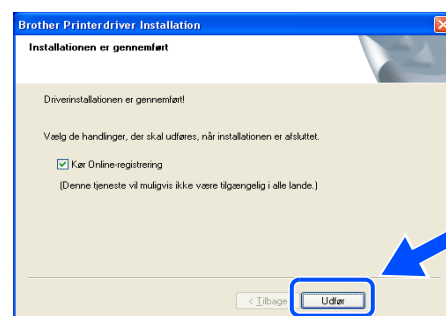 Brother Printerdriver Installation
Installationen er gennemført
Driverinstallationen er gennemført!
Vælg de handlinger, der skal udføres, når installationen er afsluttet.
Kør Online-registrering
(Denne tjeneste vil muligvis ikke være tilgængelig i alle lande.)
< Tilbage
Udfør